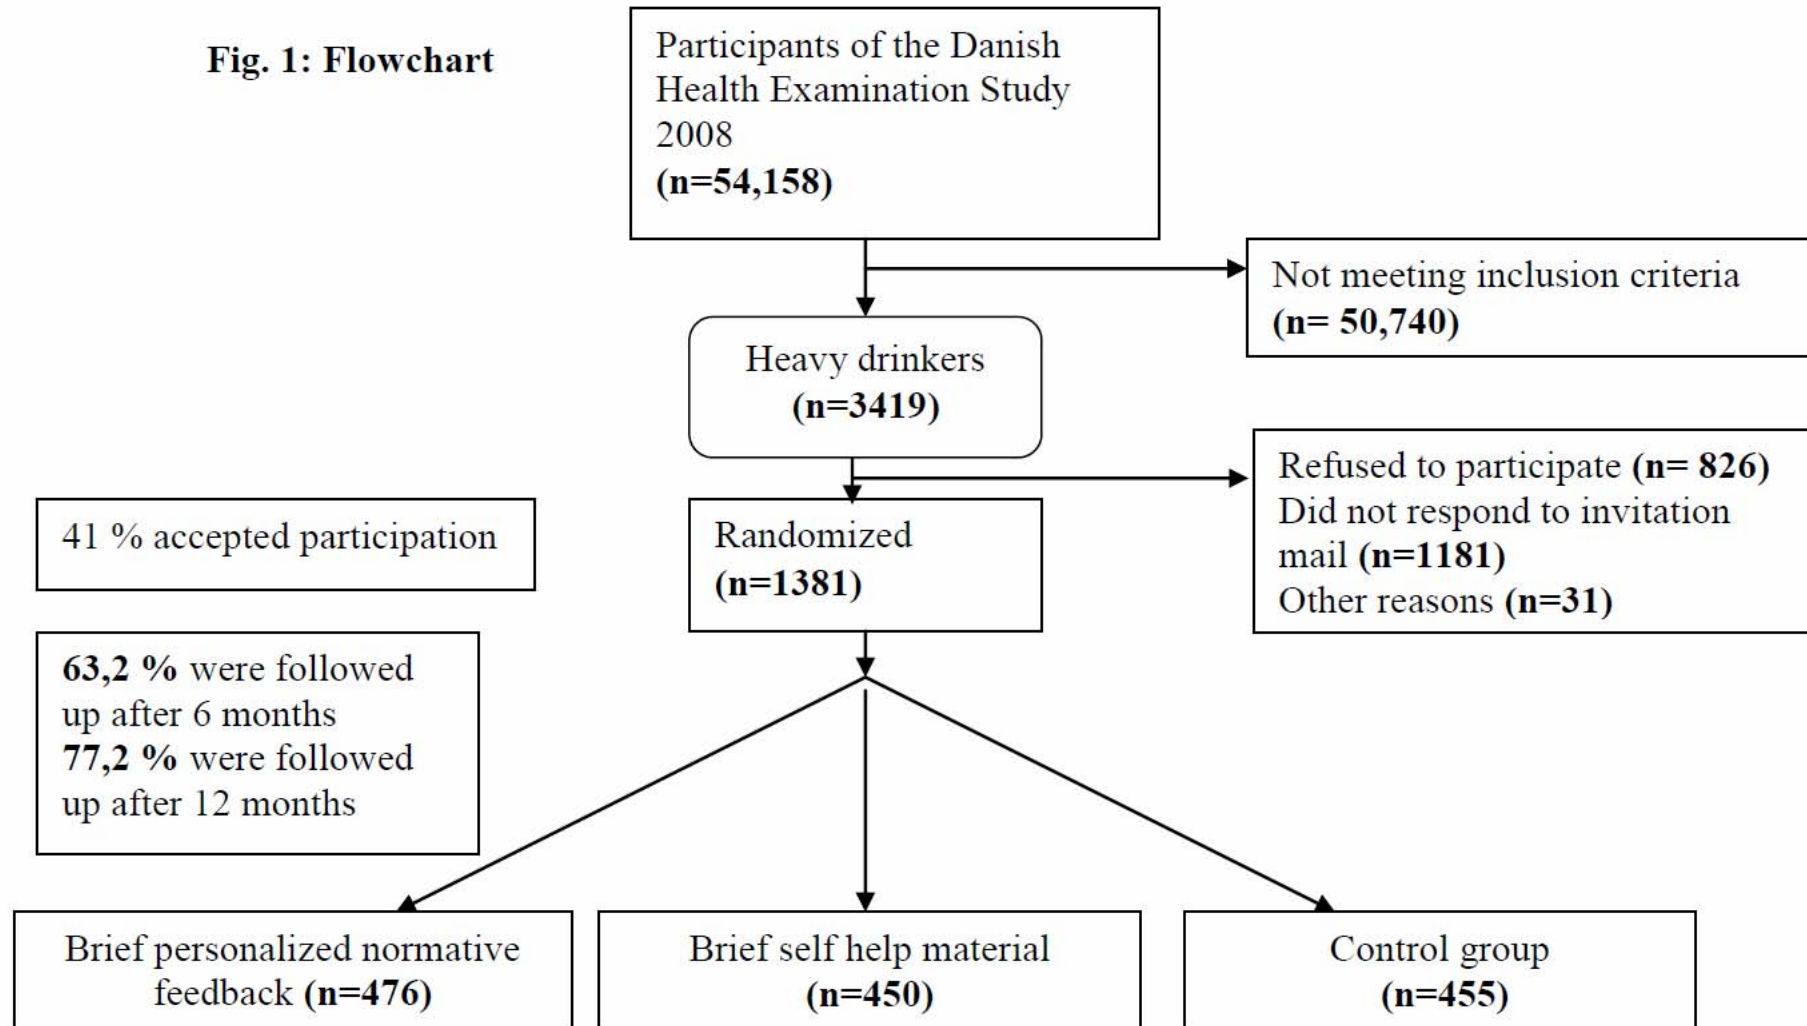 Fig. 1: Flowchart
Participants of the Danish
Health Examination Study
2008
(n=54,158)
Not meeting inclusion criteria
(n= 50,740)
Heavy drinkers
(n=3419)
Refused to participate (n= 826)
Did not respond to invitation
mail (n=1181)
Other reasons (n=31)
41 % accepted participation
Randomized
(n=1381)
63,2 % were followed
up after 6 months
77,2 % were followed
up after 12 months
Brief personalized normative
feedback (n=476)
Brief self help material
(n=450)
Control group
(n=455)